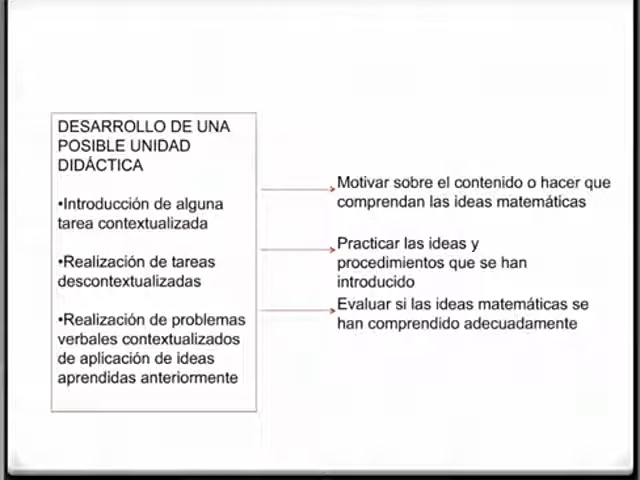 DESARROLLO DE UNA
POSIBLE UNIDAD
DIDÁCTICA
•Introducción de alguna
tarea contextualizada
•Realización de tareas
descontextualizadas
•Realización de problemas
verbales contextualizados
de aplicación de ideas
aprendidas anteriormente
Motivar sobre el contenido o hacer que
comprendan las ideas matemáticas
Practicar las ideas y
procedimientos que se han
introducido
Evaluar si las ideas matemáticas se
han comprendido adecuadamente